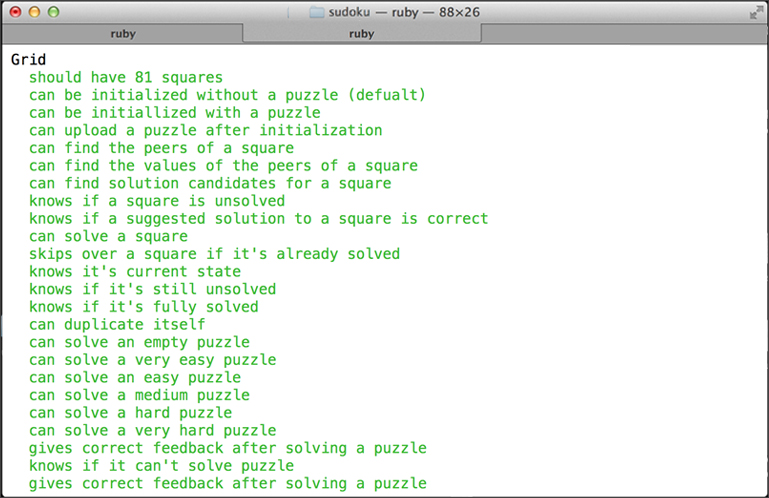 sudoku — ruby — 88×26
ruby
ruby
Grid
should have 81 squares
can be initialized without a puzzle (defualt)
can be initiallized with a puzzle
can upload a puzzle after initialization
can find the peers of a square
can find the values of the peers of a square
can find solution candidates for a square
knows if a square is unsolved
knows if a suggested solution to a square is correct
can solve a square
skips over a square if it's already solved
knows it's current state
knows if it's still unsolved
knows if it's fully solved
can duplicate itself
can solve an empty puzzle
can solve a very easy puzzle
can solve an easy puzzle
can solve a medium puzzle
can solve a hard puzzle
can solve a very hard puzzle
gives correct feedback after solving a puzzle
knows if it can't solve puzzle
gives correct feedback after solving a puzzle